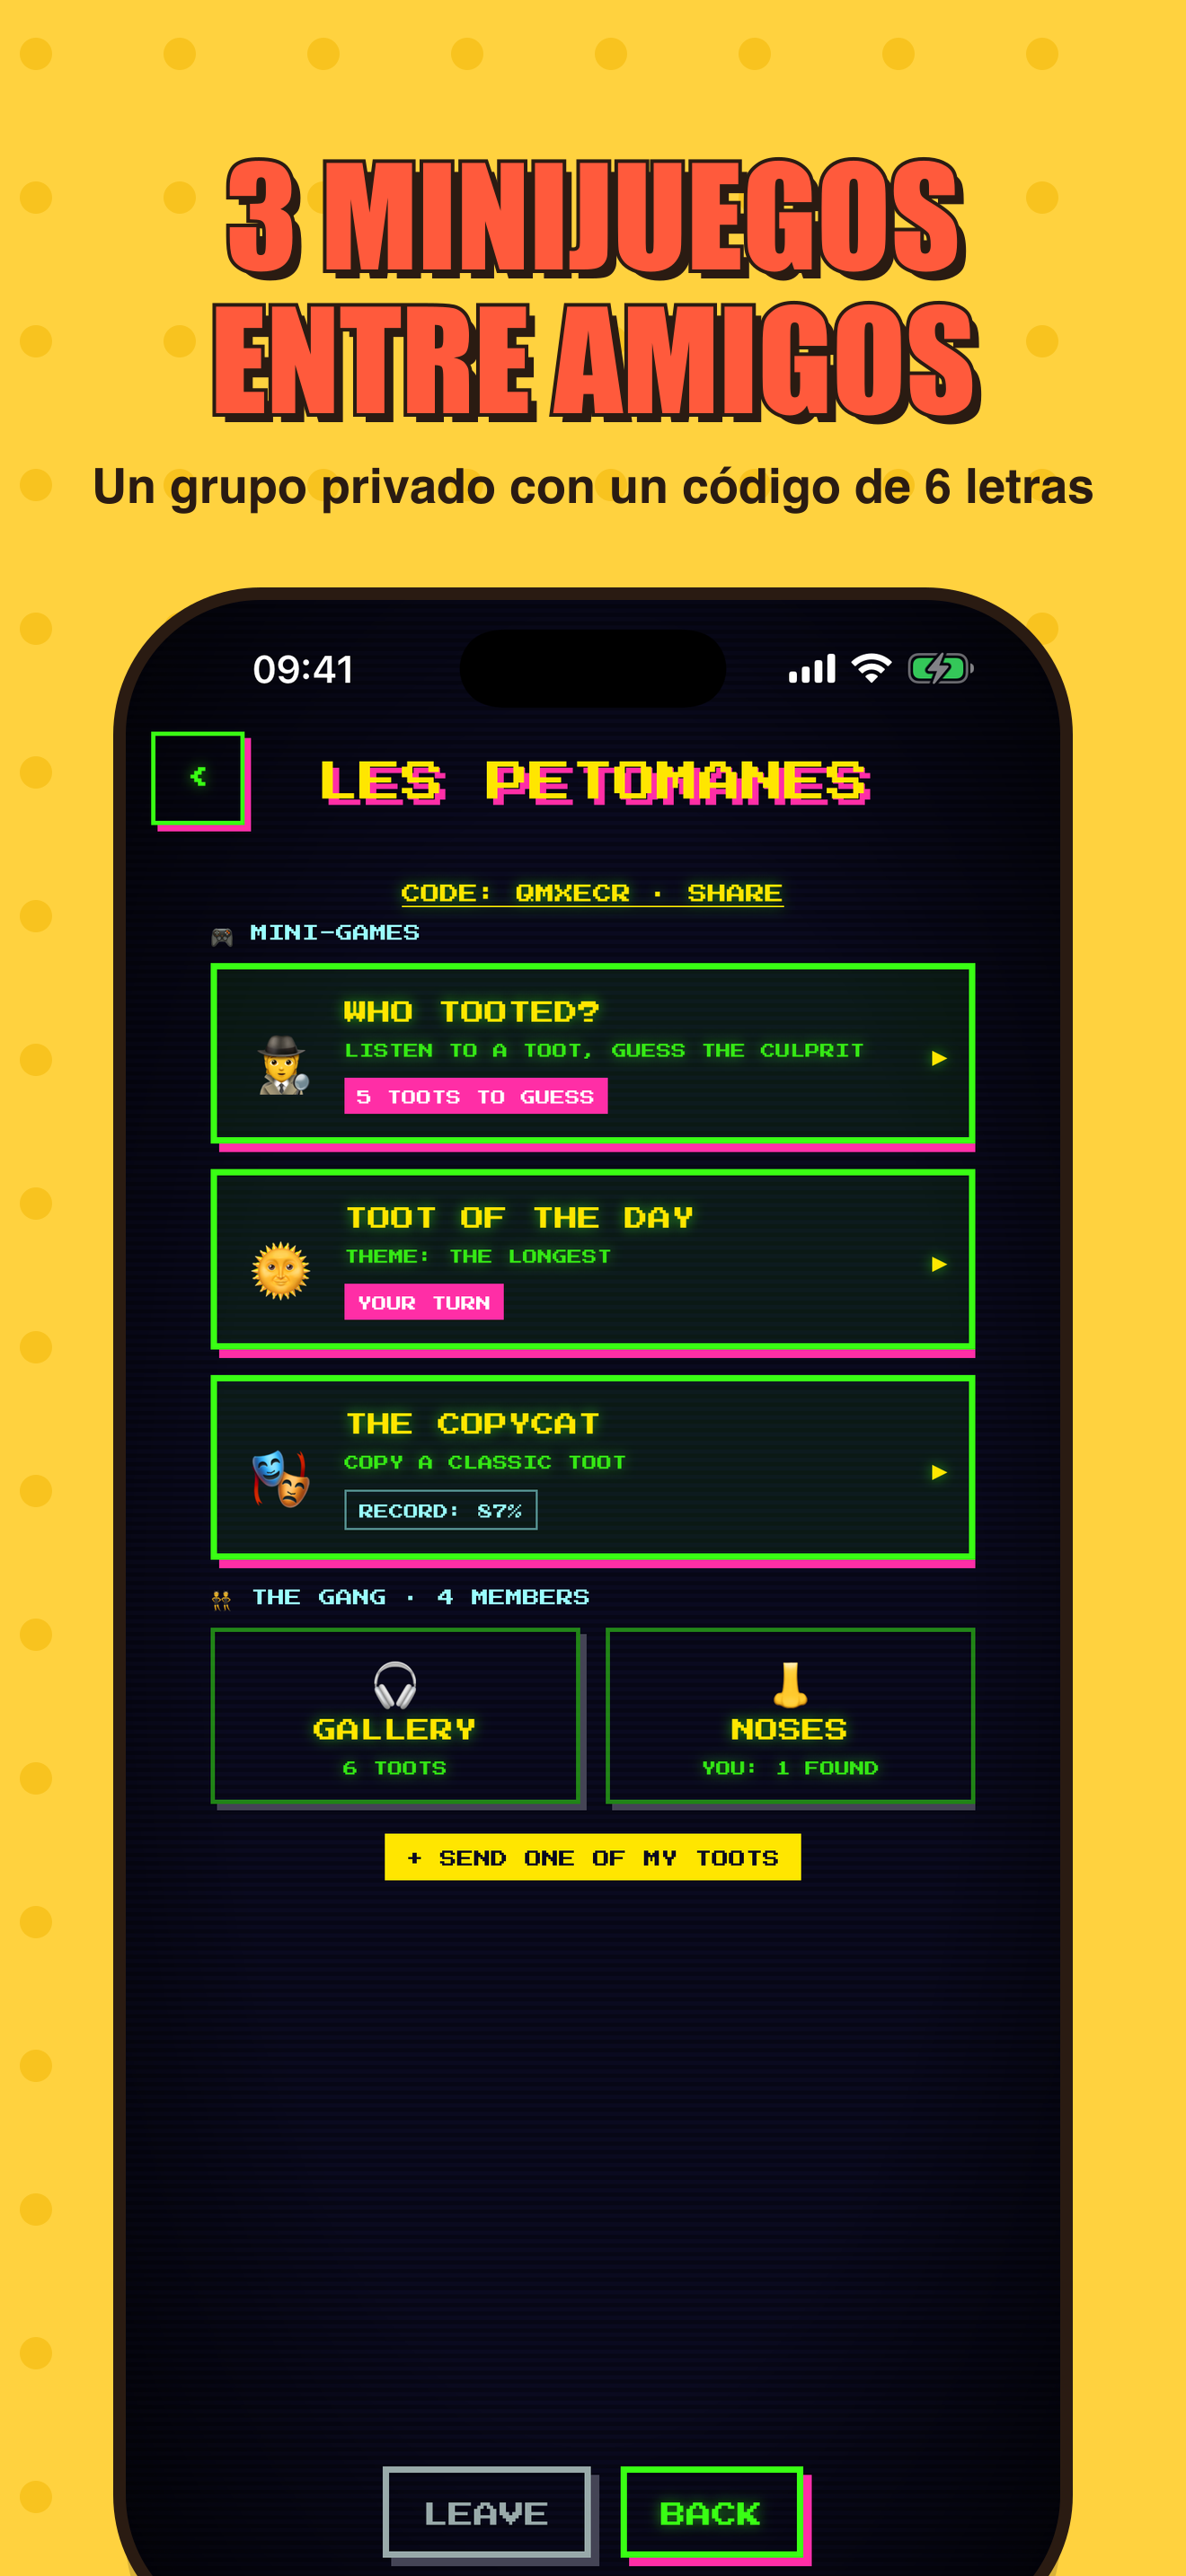 3 MINIJUEGOS
ENTRE AMIGOS
Un grupo privado con un código de 6 letras
09:41
LES PETOMANES
CODE: QMXECR · SHARE
MINI-GAMES
WHO TOOTED?
LISTEN TO A TOOT, GUESS THE CULPRIT
5 TOOTS TO GUESS
TOOT OF THE DAY
THEME: THE LONGEST
YOUR TURN
THE COPYCAT
COPY A CLASSIC TOOT
RECORD: 87%
THE GANG · 4 MEMBERS
GALLERY
6 TOOTS
NOSES
YOU: 1 FOUND
+ SEND ONE OF MY TOOTS
LEAVE
BACK